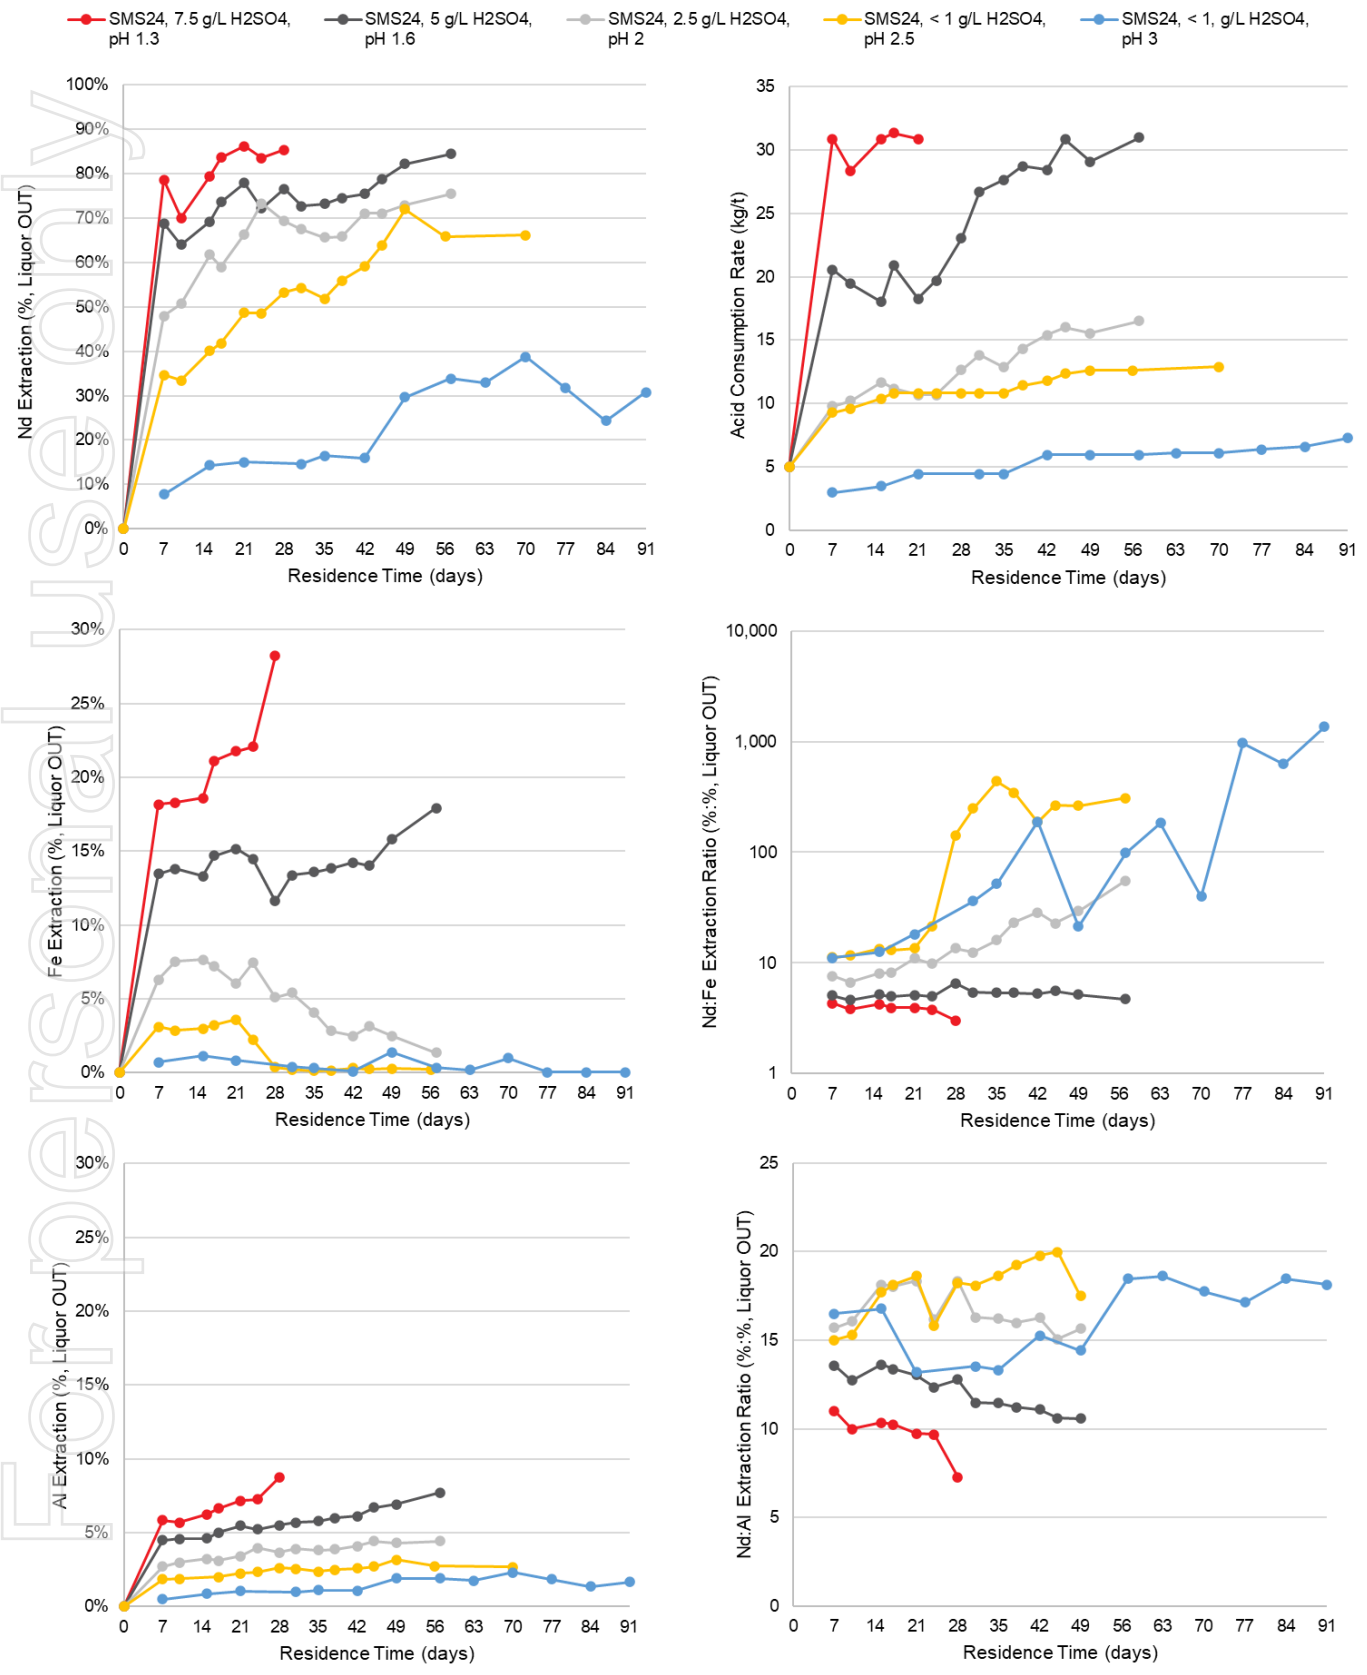 SMS24, 7.5 g/L H2SO4, pH 1.3
SMS24, 5 g/L H2SO4, pH 1.6
SMS24, 2.5 g/L H2SO4, pH 2
SMS24, < 1 g/L H2SO4, pH 2.5
SMS24, < 1, g/L H2SO4, pH 3
For personal use only
Nd Extraction (%, Liquor OUT)
100%
90%
80%
70%
60%
50%
40%
30%
20%
10%
0%
0 7 14 21 28 35 42 49 56 63 70 77 84 91
Residence Time (days)
Acid Consumption Rate (kg/t)
35
30
25
20
15
10
5
0
0 7 14 21 28 35 42 49 56 63 70 77 84 91
Residence Time (days)
Fe Extraction (%, Liquor OUT)
30%
25%
20%
15%
10%
5%
0%
0 7 14 21 28 35 42 49 56 63 70 77 84 91
Residence Time (days)
Nd:Fe Extraction Ratio (%:%, Liquor OUT)
10,000
1,000
100
10
1
0 7 14 21 28 35 42 49 56 63 70 77 84 91
Residence Time (days)
Al Extraction (%, Liquor OUT)
30%
25%
20%
15%
10%
5%
0%
0 7 14 21 28 35 42 49 56 63 70 77 84 91
Residence Time (days)
Nd:Al Extraction Ratio (%:%, Liquor OUT)
25
20
15
10
5
0
0 7 14 21 28 35 42 49 56 63 70 77 84 91
Residence Time (days)